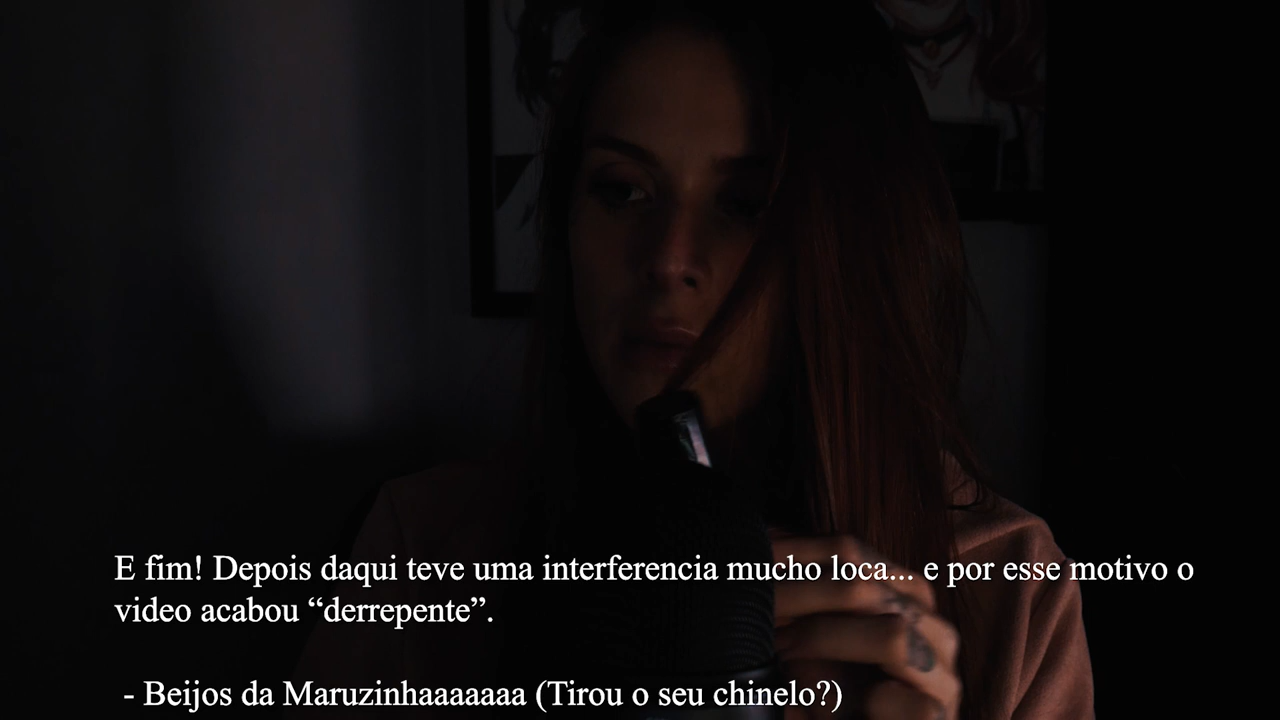 E fim! Depois daqui teve uma interferencia mucho loca... e por esse motivo o
video acabou “derrepente”.
- Beijos da Maruzinhaaaaaaa (Tirou o seu chinelo?)